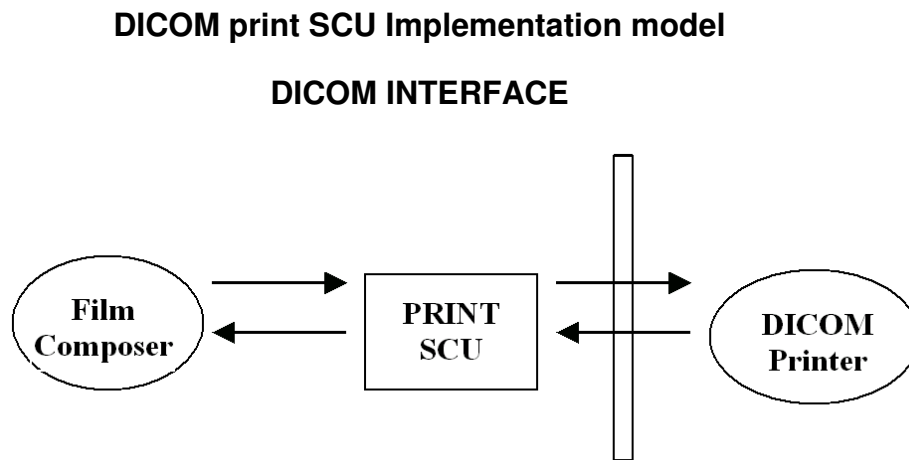 DICOM print SCU Implementation model
DICOM INTERFACE
Film
Composer
PRINT
SCU
DICOM
Printer